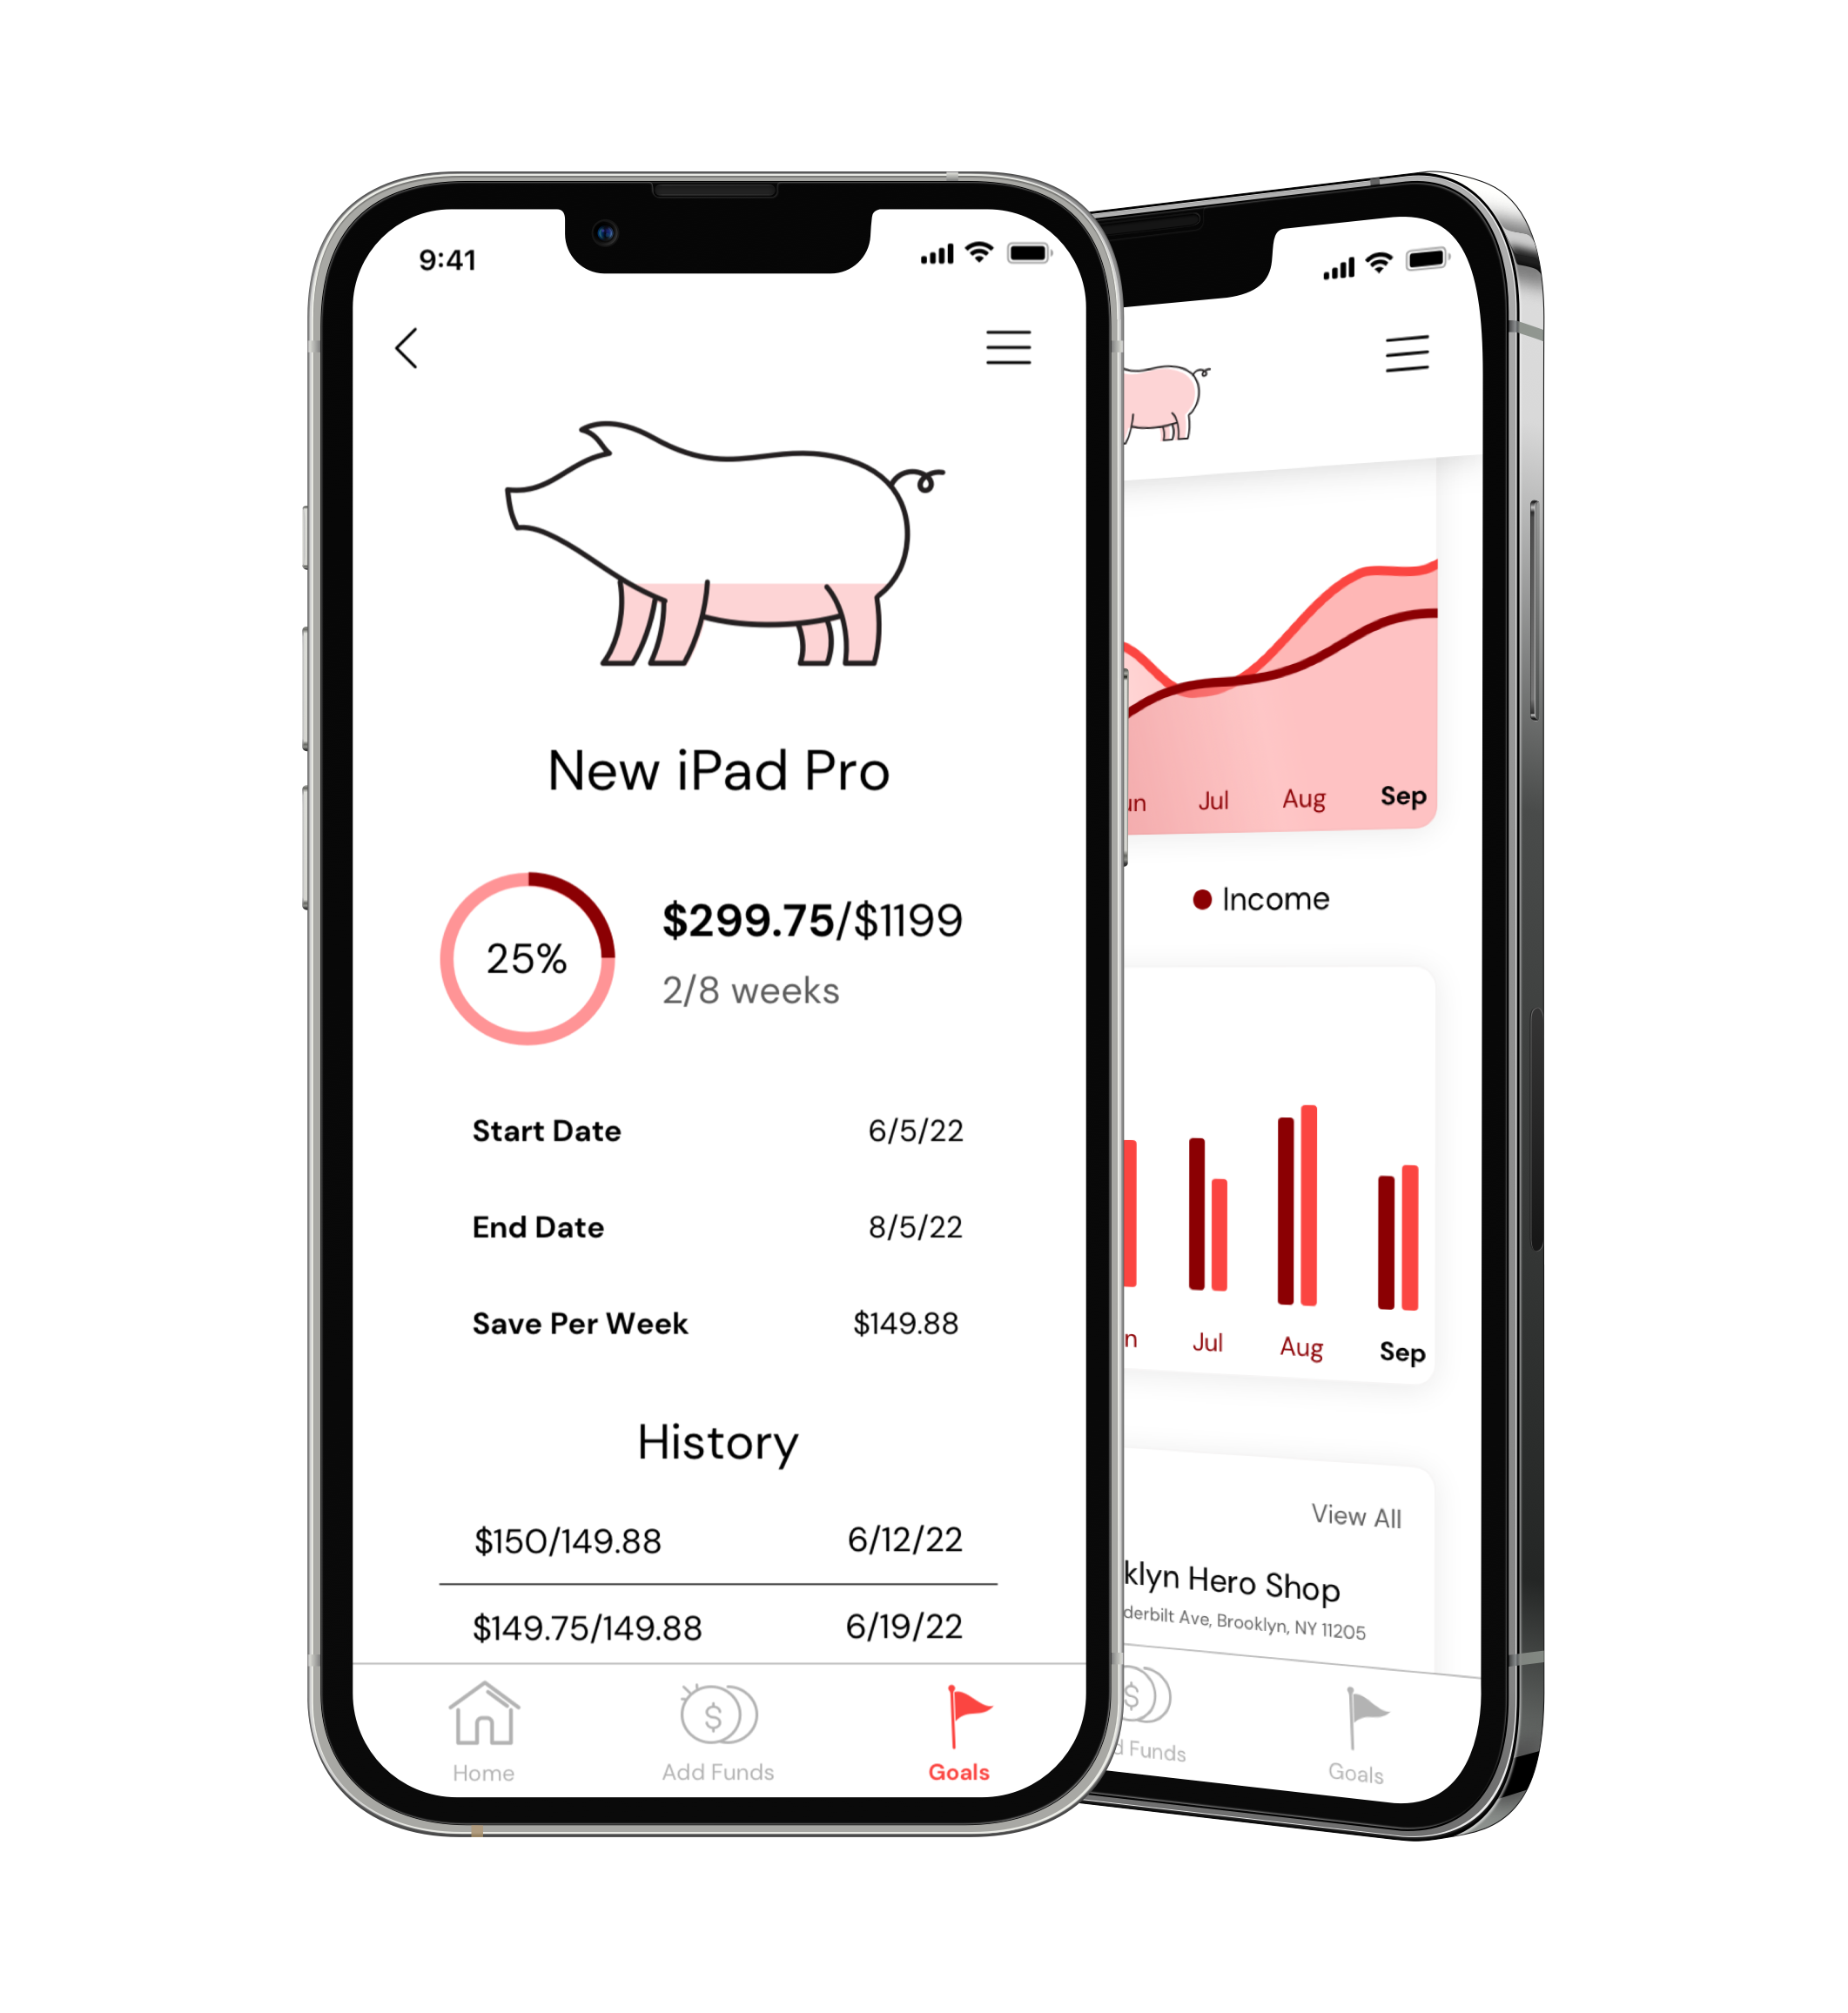 9:41
New iPad Pro
25%
$299.75/$1199
2/8 weeks
Start Date 6/5/22
End Date 8/5/22
Save Per Week $149.88
History
$150/149.88 6/12/22
$149.75/149.88 6/19/22
Home Add Funds Goals
Jul Aug Sep
Income
Jul Aug Sep
View All
Hero Shop
Ave, Brooklyn, NY 11205
Funds Goals